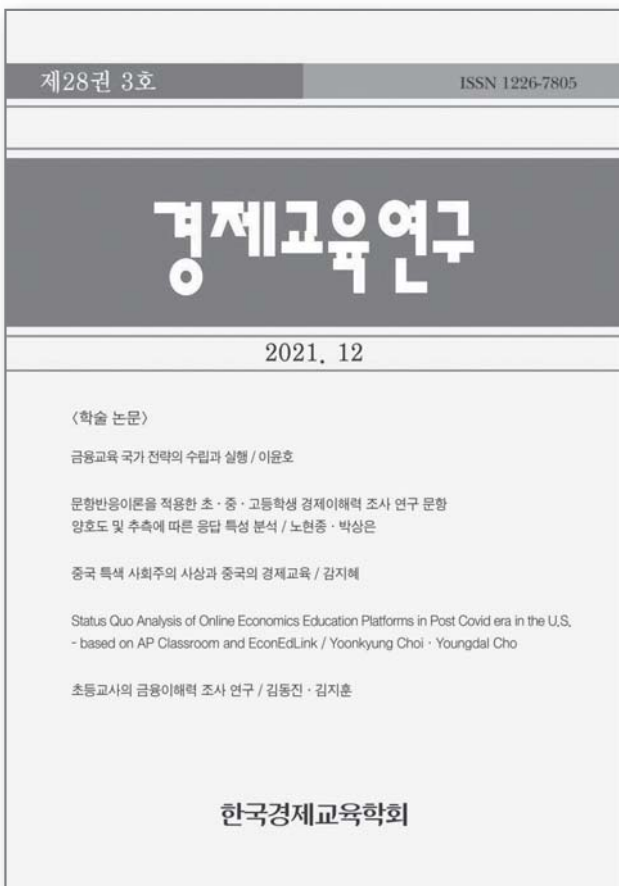 제28권 3호
ISSN 1226-7805
경제교육연구
2021. 12
〈학술 논문〉
금융교육 국가 전략의 수립과 실행 / 이윤호
문항반응이론을 적용한 초·중·고등학생 경제이해력 조사 연구 문항
양호도 및 추측에 따른 응답 특성 분석 / 노현종·박상은
중국 특색 사회주의 사상과 중국의 경제교육 / 감지혜
Status Quo Analysis of Online Economics Education Platforms in Post Covid era in the U.S.
- based on AP Classroom and EconEdLink / Yoonkyung Choi · Youngdal Cho
초등교사의 금융이해력 조사 연구 / 김동진·김지훈
한국경제교육학회